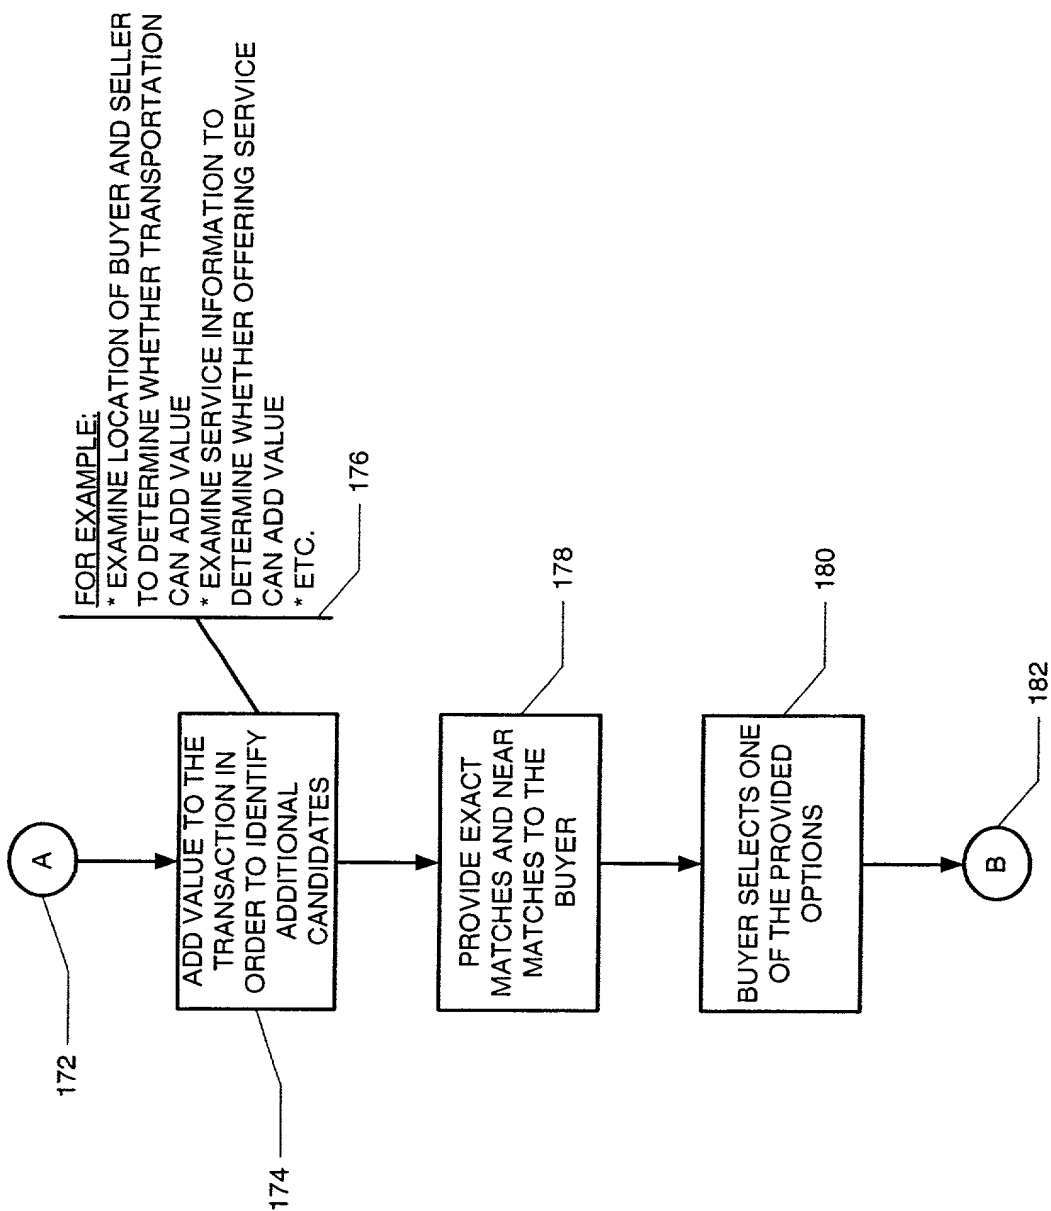 A
172
ADD VALUE TO THE
TRANSACTION IN
ORDER TO IDENTIFY
ADDITIONAL
CANDIDATES
174
FOR EXAMPLE:
* EXAMINE LOCATION OF BUYER AND SELLER
TO DETERMINE WHETHER TRANSPORTATION
CAN ADD VALUE
* EXAMINE SERVICE INFORMATION TO
DETERMINE WHETHER OFFERING SERVICE
CAN ADD VALUE
* ETC.
176
PROVIDE EXACT
MATCHES AND NEAR
MATCHES TO THE
BUYER
178
BUYER SELECTS ONE
OF THE PROVIDED
OPTIONS
180
B
182